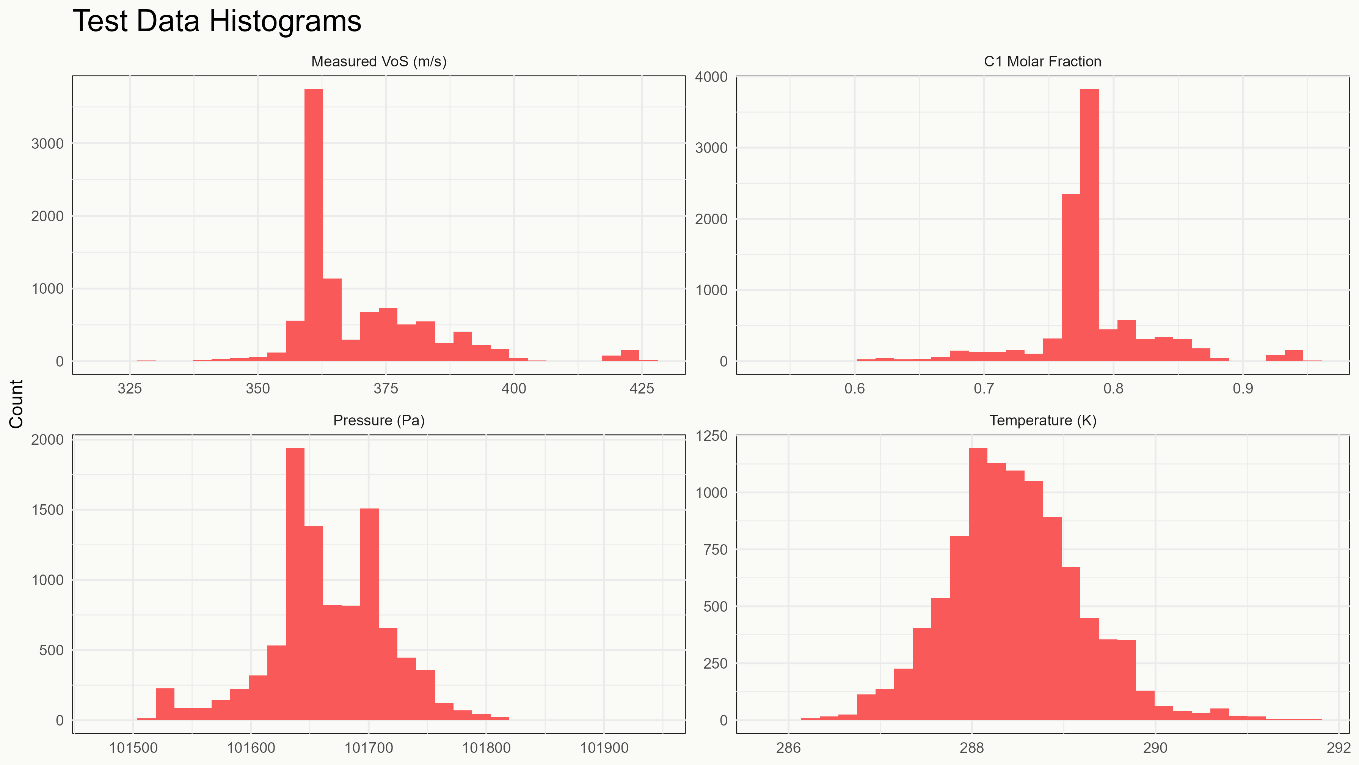 Test Data Histograms
Measured VoS (m/s)
C1 Molar Fraction
3000
2000
1000
0
325 350 375 400 425
4000
3000
2000
1000
0
0.6 0.7 0.8 0.9
Count
Pressure (Pa)
Temperature (K)
2000
1500
1000
500
0
101500 101600 101700 101800 101900
1250
1000
750
500
250
0
286 288 290 292